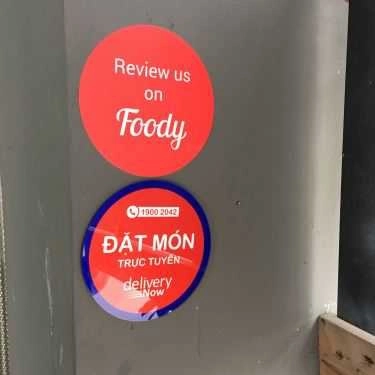 Review us
on
Foody
1900 2042
ĐẶT MÓN
TRỰC TUYẾN
delivery
Now